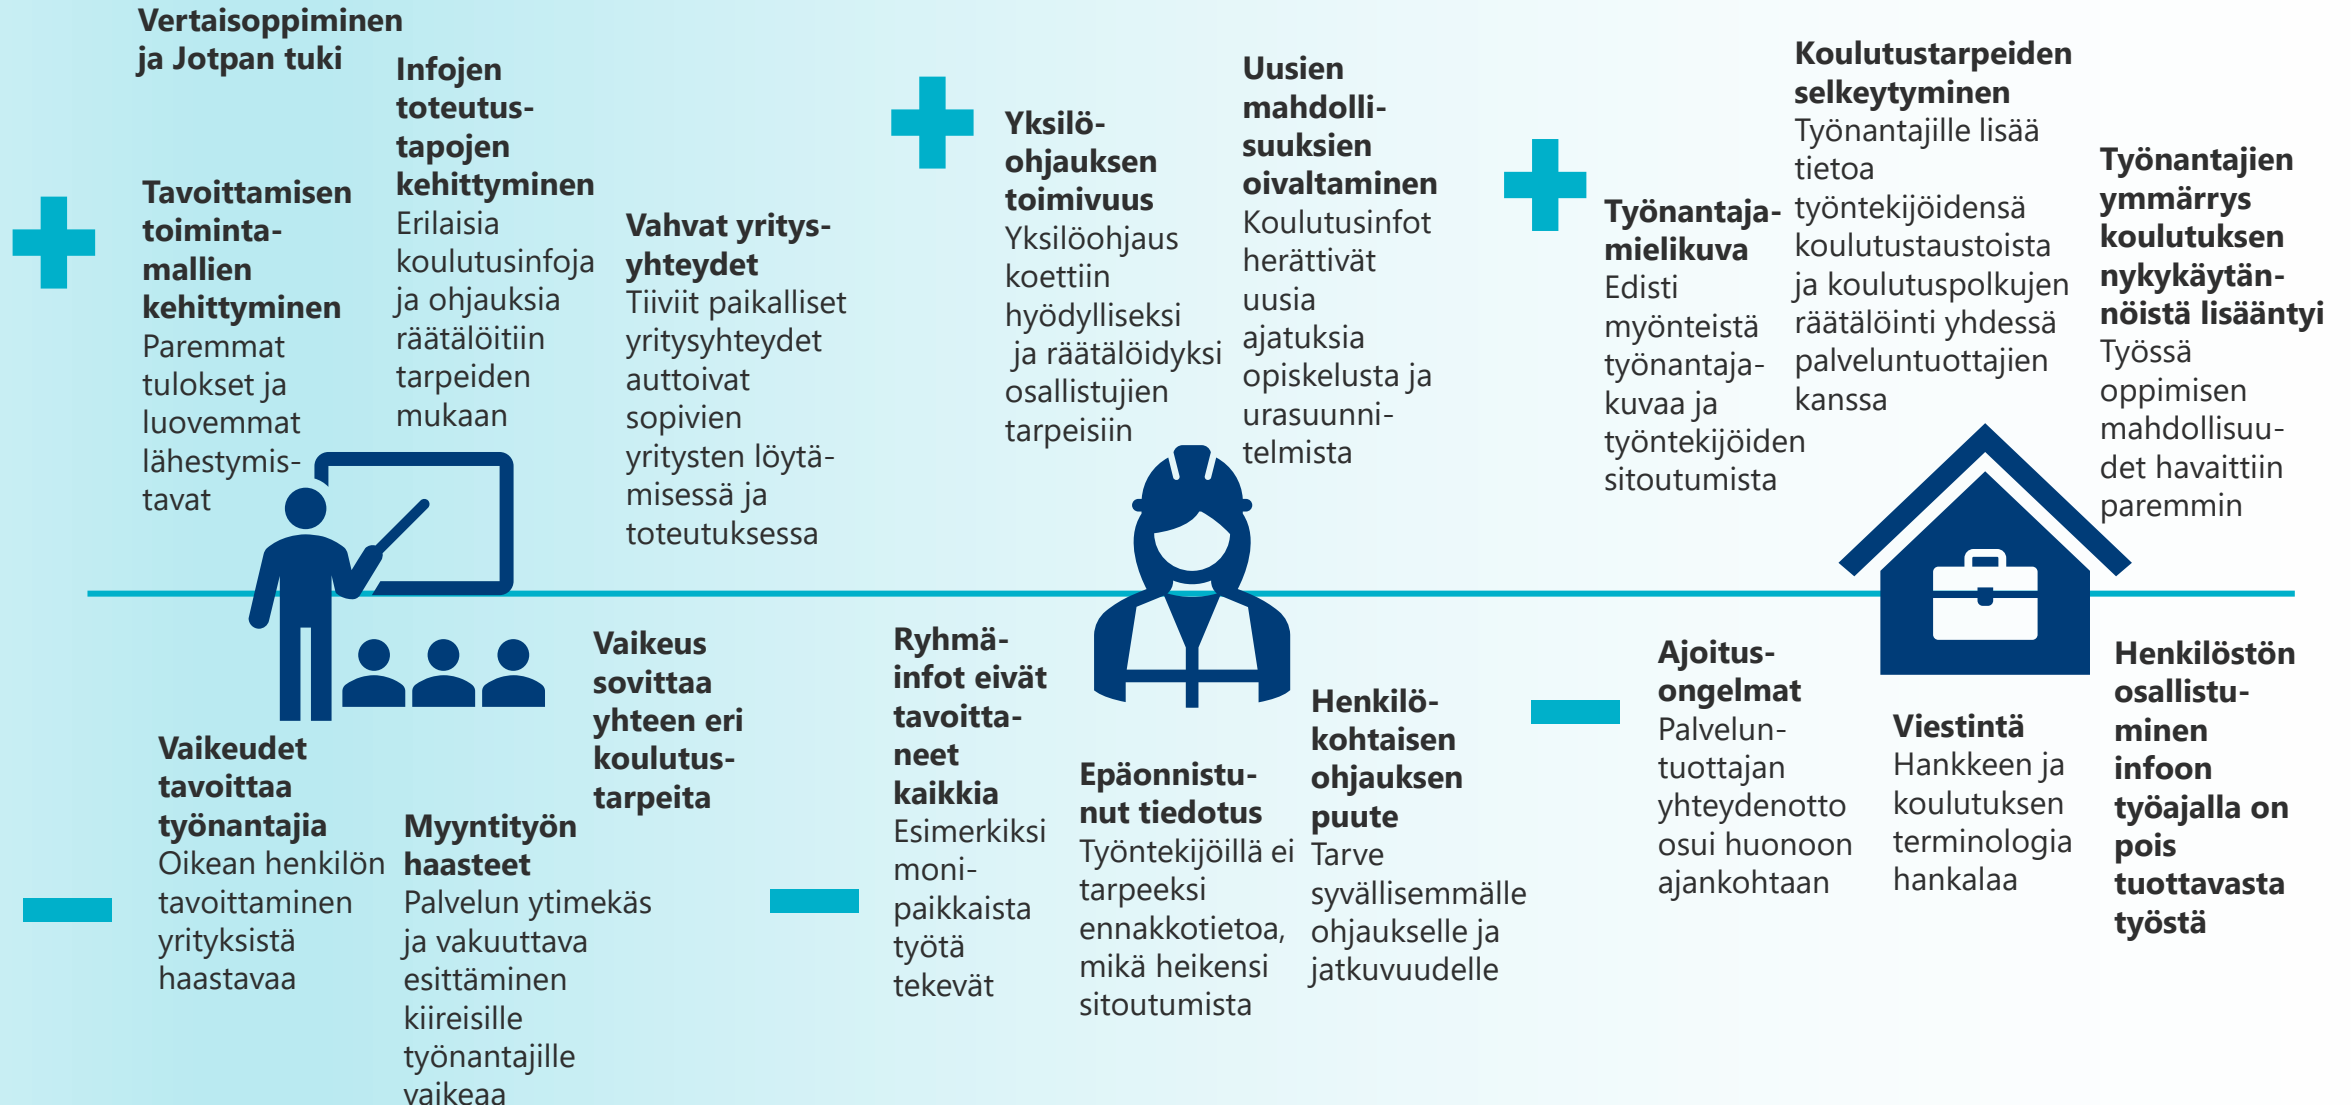 Vertaisoppiminen
ja Jotpan tuki
Tavoittamisen
toiminta-
mallien
kehittyminen
Paremmat
tulokset ja
luovemmat
lähestymis-
tavat
Infojen
toteutus-
tapojen
kehittyminen
Erilaisia
koulutusinfoja
ja ohjauksia
räätälöitiin
tarpeiden
mukaan
Vahvat yritys-
yhteydet
Tiiviit paikalliset
yritysyhteydet
auttoivat
sopivien
yritysten löytä-
misessä ja
toteutuksessa
Yksilö-
ohjauksen
toimivuus
Yksilöohjaus
koettiin
hyödylliseksi
ja räätälöidyksi
osallistujien
tarpeisiin
Uusien
mahdolli-
suuksien
oivaltaminen
Koulutusinfot
herättivät
uusia
ajatuksia
opiskelusta ja
urasuunni-
telmista
Työnantaja-
mielikuva
Edisti
myönteistä
työnantaja-
kuvaa ja
työntekijöiden
sitoutumista
Koulutustarpeiden
selkeytyminen
Työnantajille lisää
tietoa
työntekijöidensä
koulutustaustoista
ja koulutuspolkujen
räätälöinti yhdessä
palveluntuottajien
kanssa
Työnantajien
ymmärrys
koulutuksen
nykykäytän-
nöistä lisääntyi
Työssä
oppimisen
mahdollisuu-
det havaittiin
paremmin
Vaikeudet
tavoittaa
työnantajia
Oikean henkilön
tavoittaminen
yrityksistä
haastavaa
Myyntityön
haasteet
Palvelun ytimekäs
ja vakuuttava
esittäminen
kiireisille
työnantajille
vaikeaa
Vaikeus
sovittaa
yhteen eri
koulutus-
tarpeita
Ryhmä-
infot eivät
tavoitta-
neet
kaikkia
Esimerkiksi
moni-
paikkaista
työtä
tekevät
Epäonnistu-
nut tiedotus
Työntekijöillä ei
tarpeeksi
ennakkotietoa,
mikä heikensi
sitoutumista
Henkilö-
kohtaisen
ohjauksen
puute
Tarve
syvällisemmälle
ohjaukselle ja
jatkuvuudelle
Ajoitus-
ongelmat
Palvelun-
tuottajan
yhteydenotto
osui huonoon
ajankohtaan
Viestintä
Hankkeen ja
koulutuksen
terminologia
hankalaa
Henkilöstön
osallistu-
minen
infoon
työajalla on
pois
tuottavasta
työstä